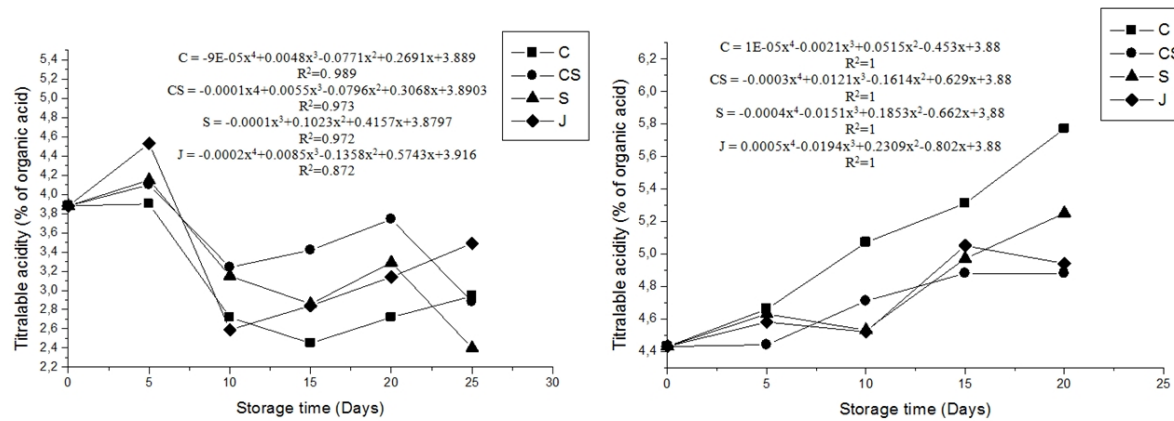 C = -9E-05x⁴+0.0048x³-0.0771x²+0.2691x+3.889
R²=0. 989
CS = -0.0001x4+0.0055x³-0.0796x²+0.3068x+3.8903
R²=0.973
S = -0.0001x³+0.1023x²+0.4157x+3.8797
R²=0.972
J = -0.0002x⁴+0.0085x³-0.1358x²+0.5743x+3.916
R²=0.872
C
CS
S
J
Titralable acidity (% of organic acid)
5,4
5,2
5,0
4,8
4,6
4,4
4,2
4,0
3,8
3,6
3,4
3,2
3,0
2,8
2,6
2,4
2,2
0 5 10 15 20 25 30
Storage time (Days)
C = 1E-05x⁴-0.0021x³+0.0515x²-0.453x+3.88
R²=1
CS = -0.0003x⁴+0.0121x³-0.1614x²+0.629x+3.88
R²=1
S = -0.0004x⁴-0.0151x³+0.1853x²-0.662x+3,88
R²=1
J = 0.0005x⁴-0.0194x³+0.2309x²-0.802x+3.88
R²=1
C
CS
S
J
Titralable acidity (% of organic acid)
6,2
6,0
5,8
5,6
5,4
5,2
5,0
4,8
4,6
4,4
0 5 10 15 20 25
Storage time (Days)